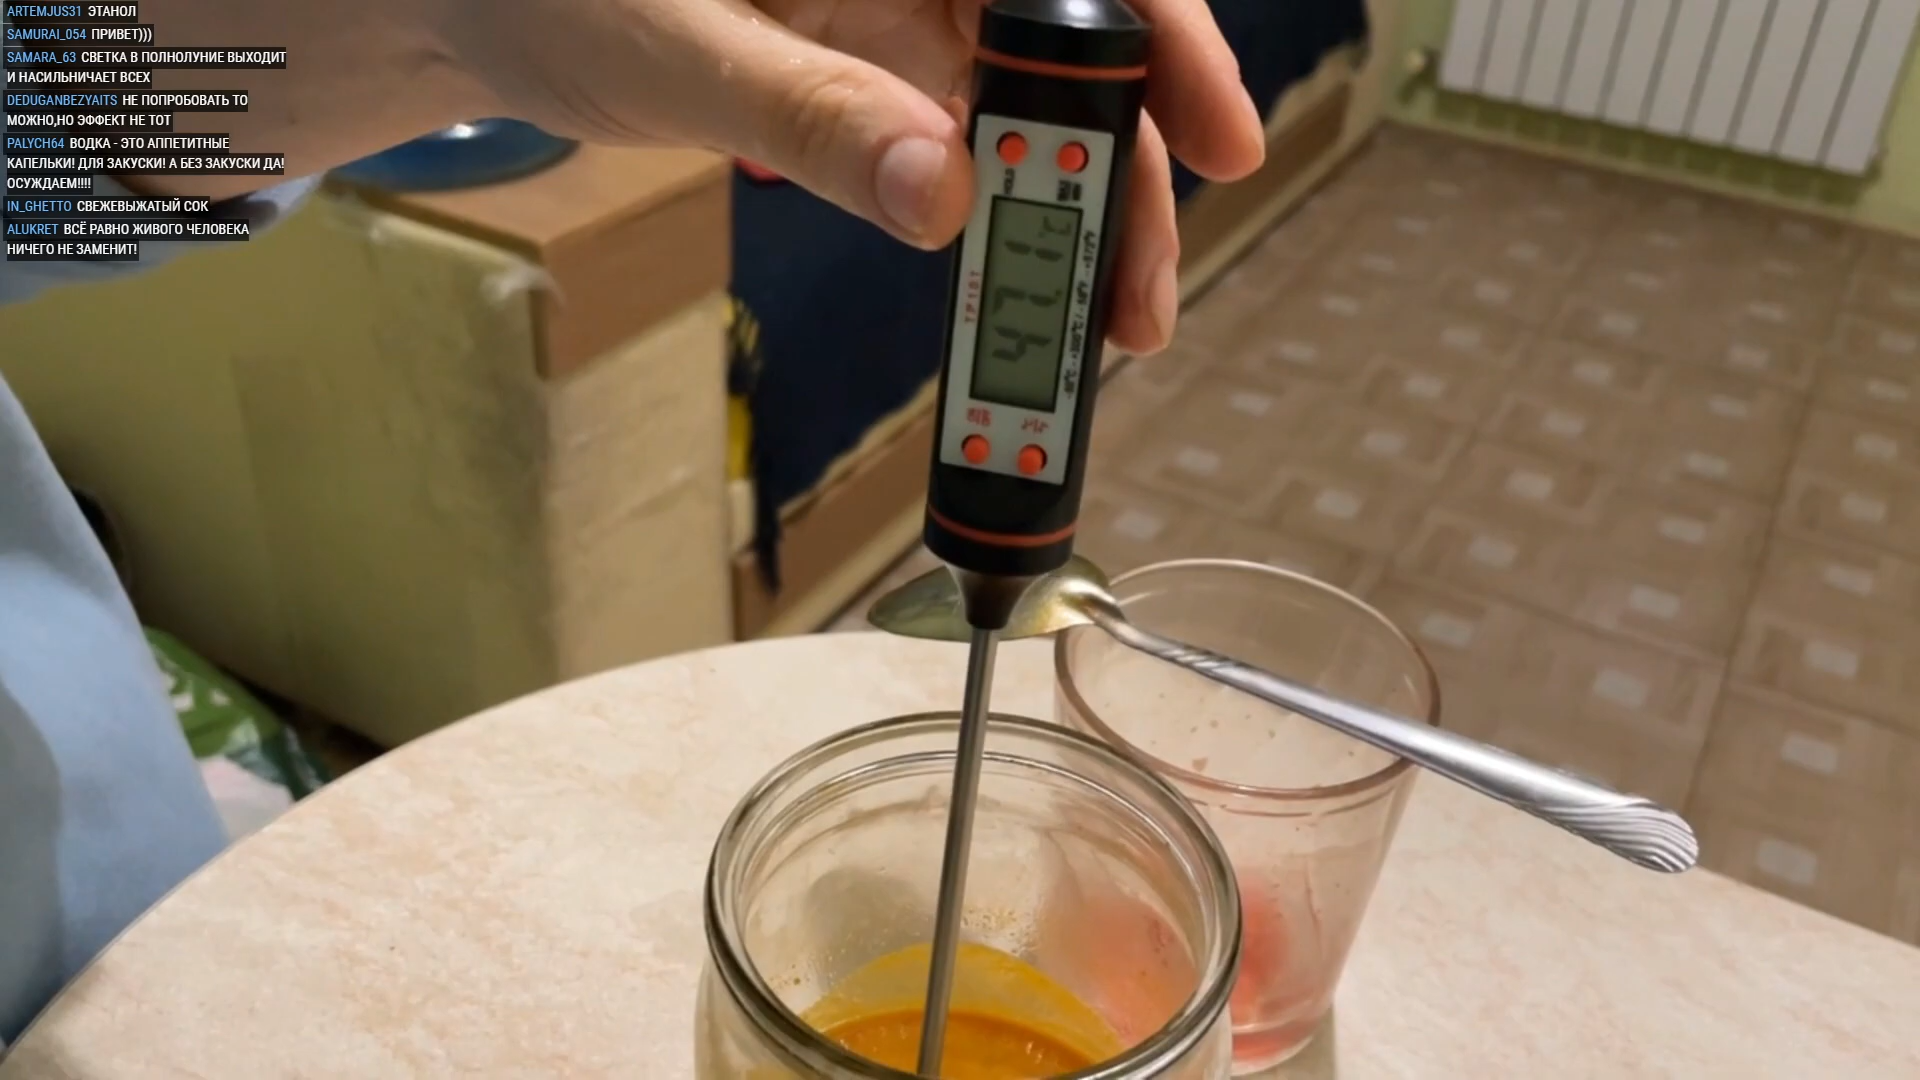 ARTEMJUS31 ЭТАНОЛ
SAMURAI_054 ПРИВЕТ)))
SAMARA_63 СВЕТКА В ПОЛНОЛУНИЕ ВЫХОДИТ
И НАСИЛЬНИЧАЕТ ВСЕХ
DEDUGANBEZYAITS НЕ ПОПРОБОВАТЬ ТО
МОЖНО,НО ЭФФЕКТ НЕ ТОТ
PALYCH64 ВОДКА - ЭТО АППЕТИТНЫЕ
КАПЕЛЬКИ! ДЛЯ ЗАКУСКИ! А БЕЗ ЗАКУСКИ ДА!
ОСУЖДАЕМ!!!!
IN_GHETTO СВЕЖЕВЫЖАТЫЙ СОК
ALUKRET ВСЁ РАВНО ЖИВОГО ЧЕЛОВЕКА
НИЧЕГО НЕ ЗАМЕНИТ!
HOLD
TP101